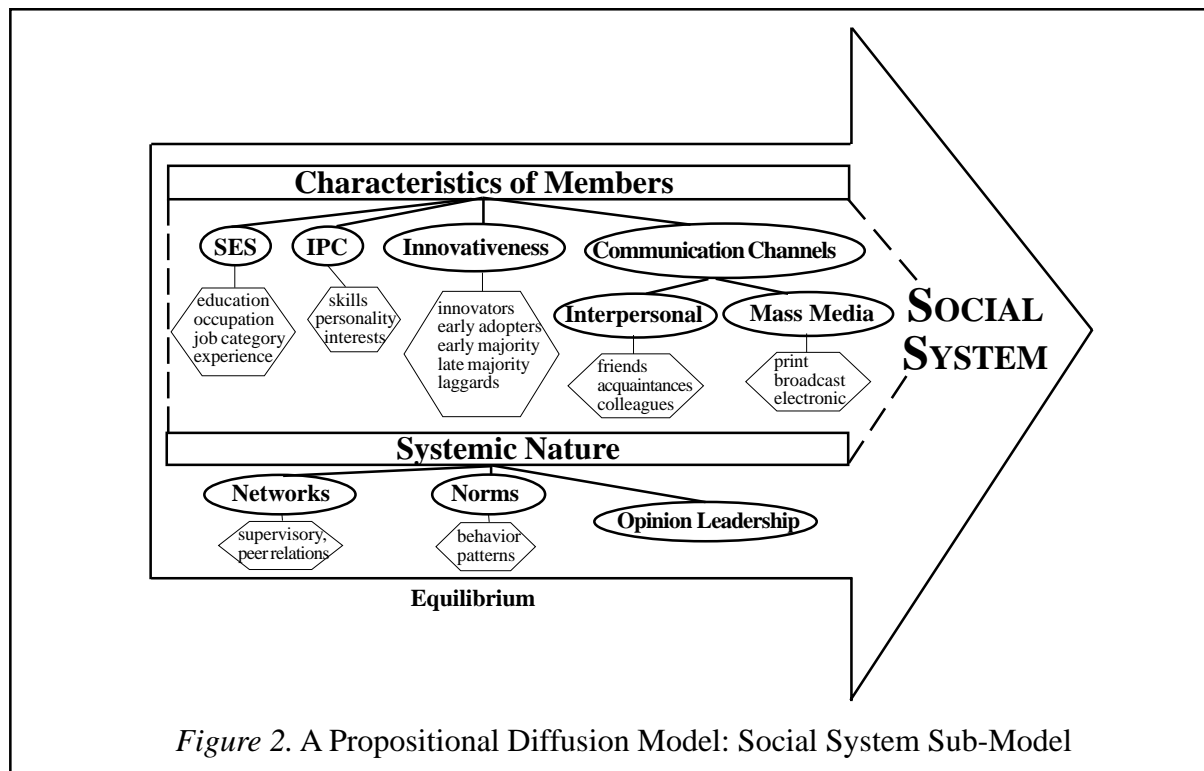 Characteristics of Members
SES
IPC
Innovativeness
Communication Channels
education
occupation
job category
experience
skills
personality
interests
innovators
early adopters
early majority
late majority
laggards
Interpersonal
Mass Media
friends
acquaintances
colleagues
print
broadcast
electronic
SOCIAL
SYSTEM
Systemic Nature
Networks
Norms
Opinion Leadership
supervisory,
peer relations
behavior
patterns
Equilibrium
Figure 2. A Propositional Diffusion Model: Social System Sub-Model